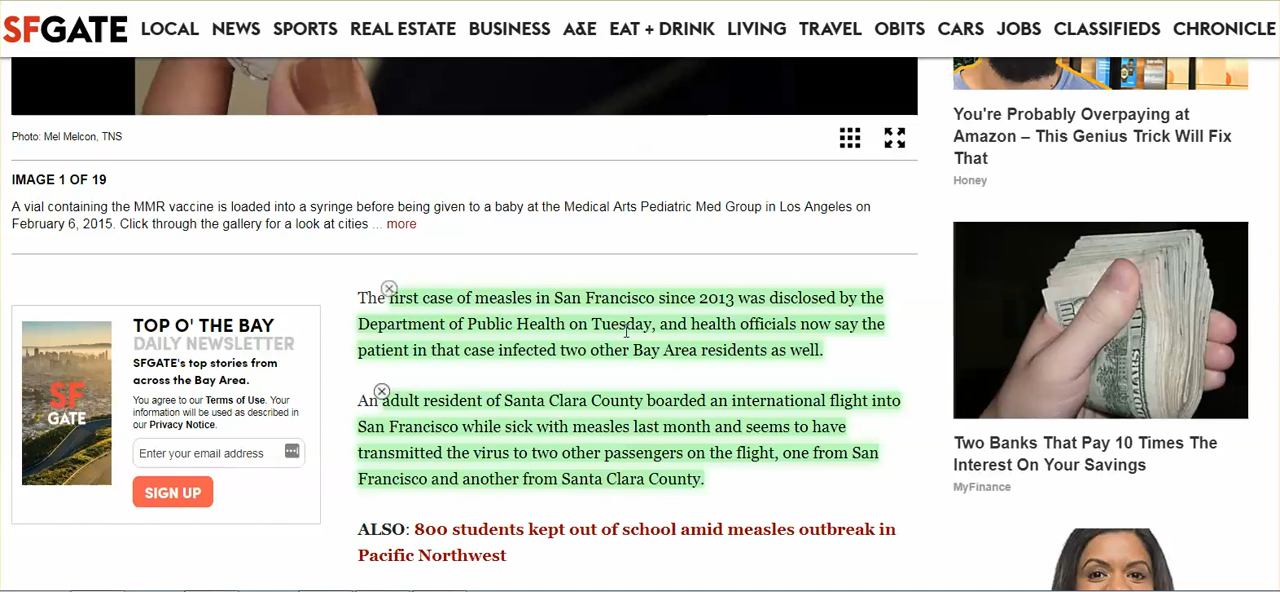 SFGATE LOCAL NEWS SPORTS REAL ESTATE BUSINESS A&E EAT + DRINK LIVING TRAVEL OBITS CARS JOBS CLASSIFIEDS CHRONICLE
Photo: Mel Melcon, TNS
IMAGE 1 OF 19
A vial containing the MMR vaccine is loaded into a syringe before being given to a baby at the Medical Arts Pediatric Med Group in Los Angeles on
February 6, 2015. Click through the gallery for a look at cities ... more
SF
GATE
TOP O' THE BAY
DAILY NEWSLETTER
SFGATE's top stories from
across the Bay Area.
You agree to our Terms of Use. Your
information will be used as described in
our Privacy Notice.
Enter your email address
SIGN UP
The first case of measles in San Francisco since 2013 was disclosed by the
Department of Public Health on Tuesday, and health officials now say the
patient in that case infected two other Bay Area residents as well.
An adult resident of Santa Clara County boarded an international flight into
San Francisco while sick with measles last month and seems to have
transmitted the virus to two other passengers on the flight, one from San
Francisco and another from Santa Clara County.
ALSO: 800 students kept out of school amid measles outbreak in
Pacific Northwest
You're Probably Overpaying at
Amazon – This Genius Trick Will Fix
That
Honey
Two Banks That Pay 10 Times The
Interest On Your Savings
MyFinance